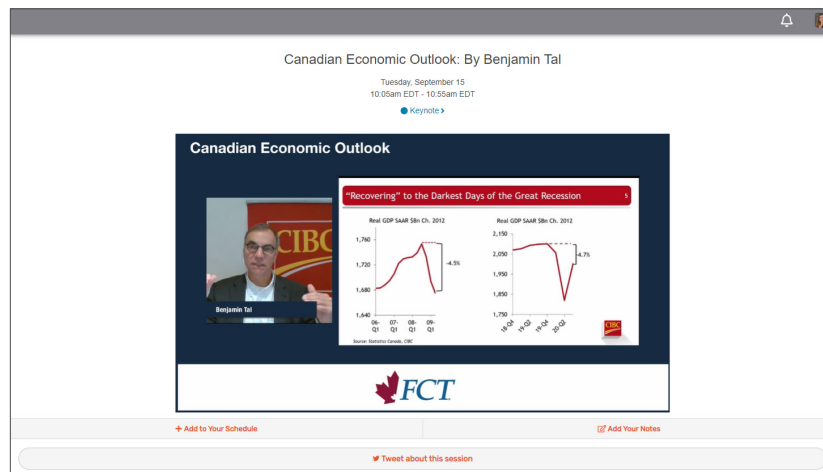 Canadian Economic Outlook: By Benjamin Tal
Tuesday, September 15
10:05am EDT - 10:55am EDT
Keynote >
Canadian Economic Outlook
"Recovering" to the Darkest Days of the Great Recession 5
Real GDP SAAR $Bn Ch. 2012
1,760
1,720
1,680
1,640
-4.5%
06-Q1
07-Q1
08-Q1
09-Q1
Real GDP SAAR $Bn Ch. 2012
2,150
2,050
1,950
1,850
1,750
-4.7%
18-Q4
19-Q2
19-Q4
20-Q2
Source: Statistics Canada, CIBC
CIBC
CIBC
Benjamin Tal
FCT
+ Add to Your Schedule
Add Your Notes
Tweet about this session